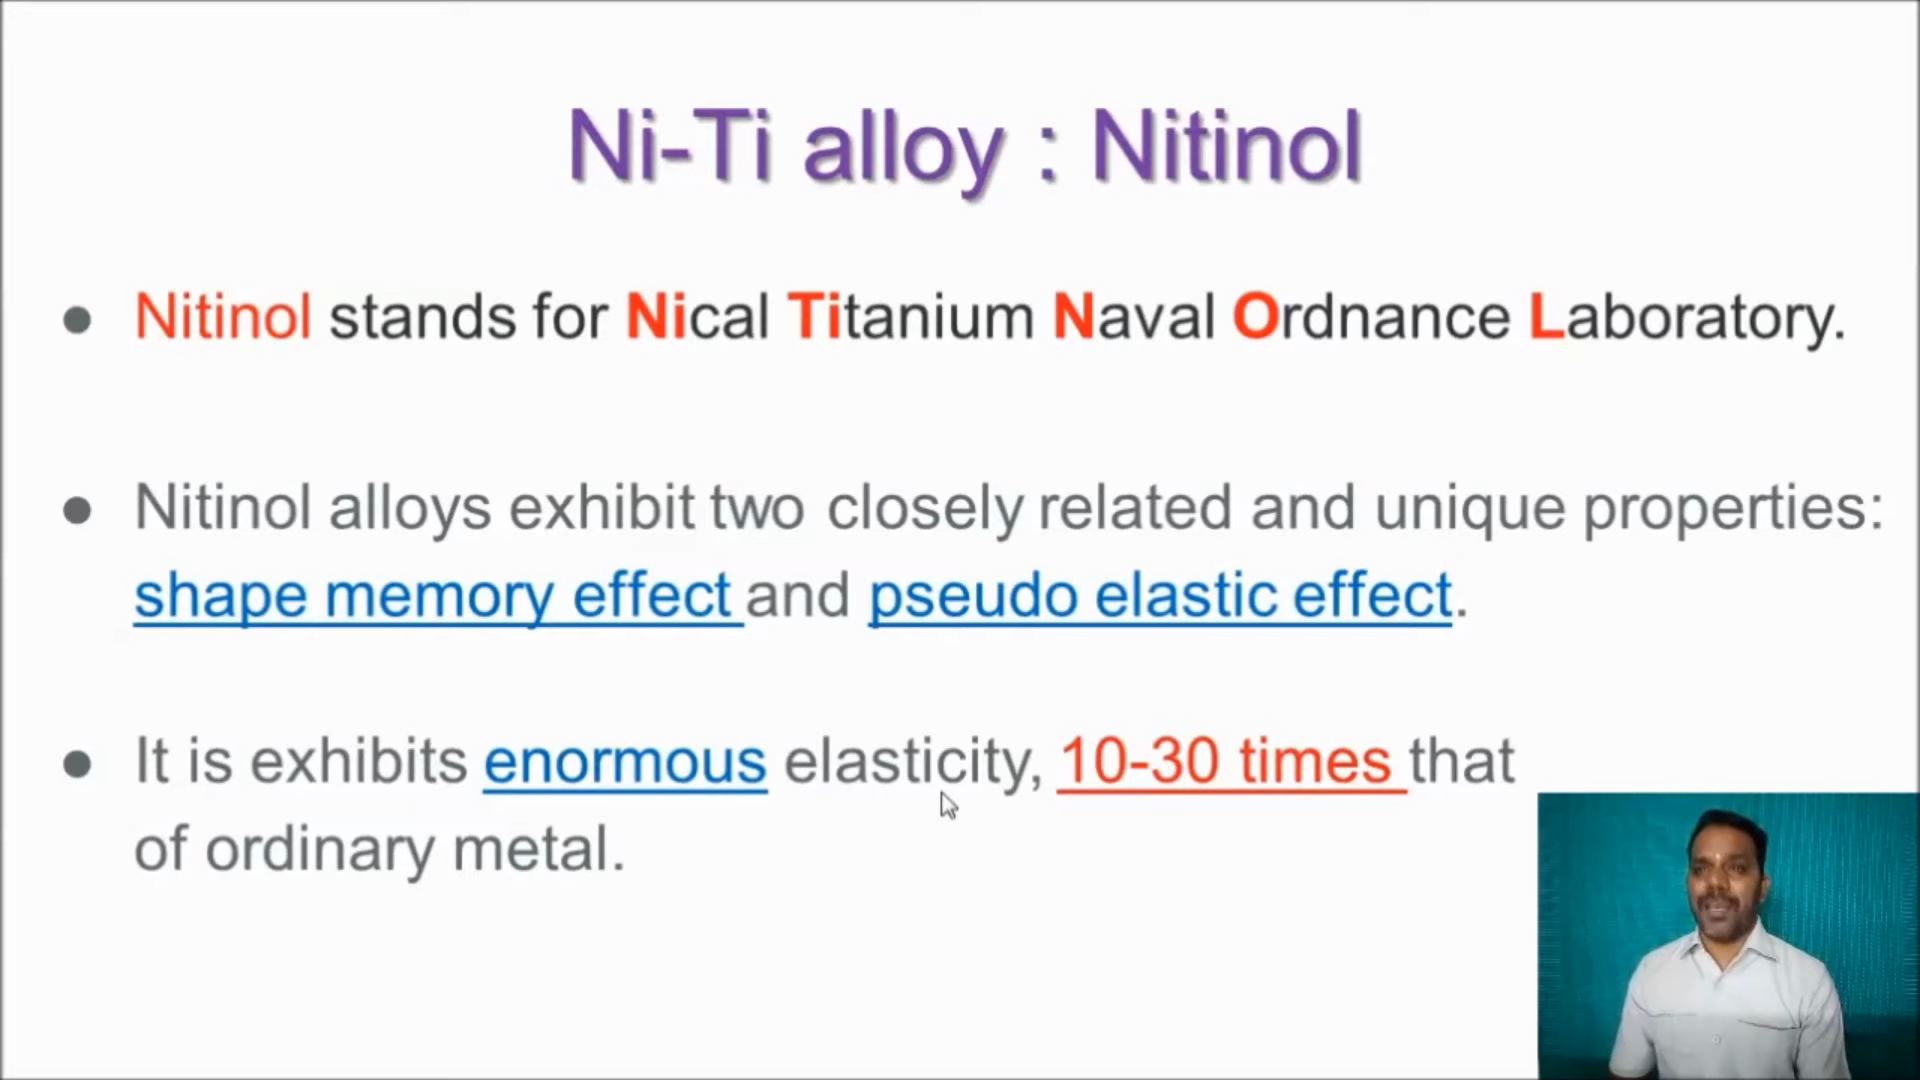 Ni-Ti alloy : Nitinol
Nitinol stands for Nical Titanium Naval Ordnance Laboratory.
Nitinol alloys exhibit two closely related and unique properties:
shape memory effect and pseudo elastic effect.
It is exhibits enormous elasticity, 10-30 times that
of ordinary metal.